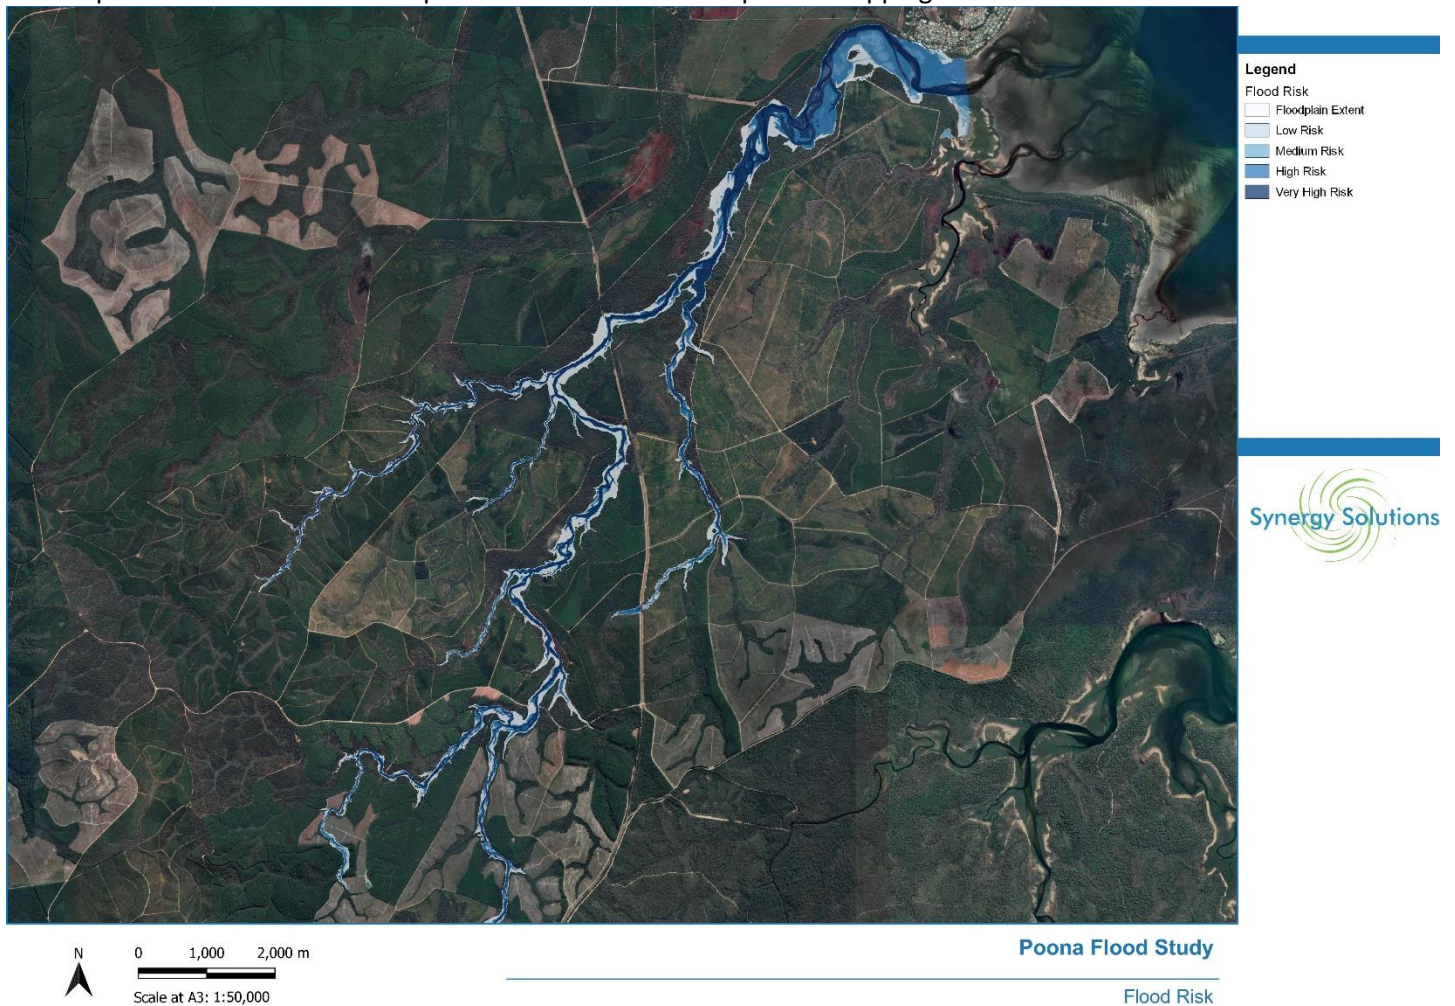 Legend
Flood Risk
Floodplain Extent
Low Risk
Medium Risk
High Risk
Very High Risk
Synergy Solutions
N
0 1,000 2,000 m
Scale at A3: 1:50,000
Poona Flood Study
Flood Risk